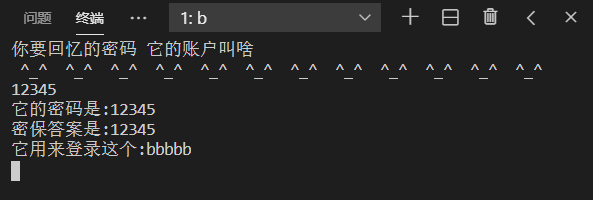 问题 终端 ... 1: b
你要回忆的密码 它的账户叫啥
^_^ ^_^ ^_^ ^_^ ^_^ ^_^ ^_^ ^_^ ^_^ ^_^ ^_^ ^_^
12345
它的密码是:12345
密保答案是:12345
它用来登录这个:bbbbb